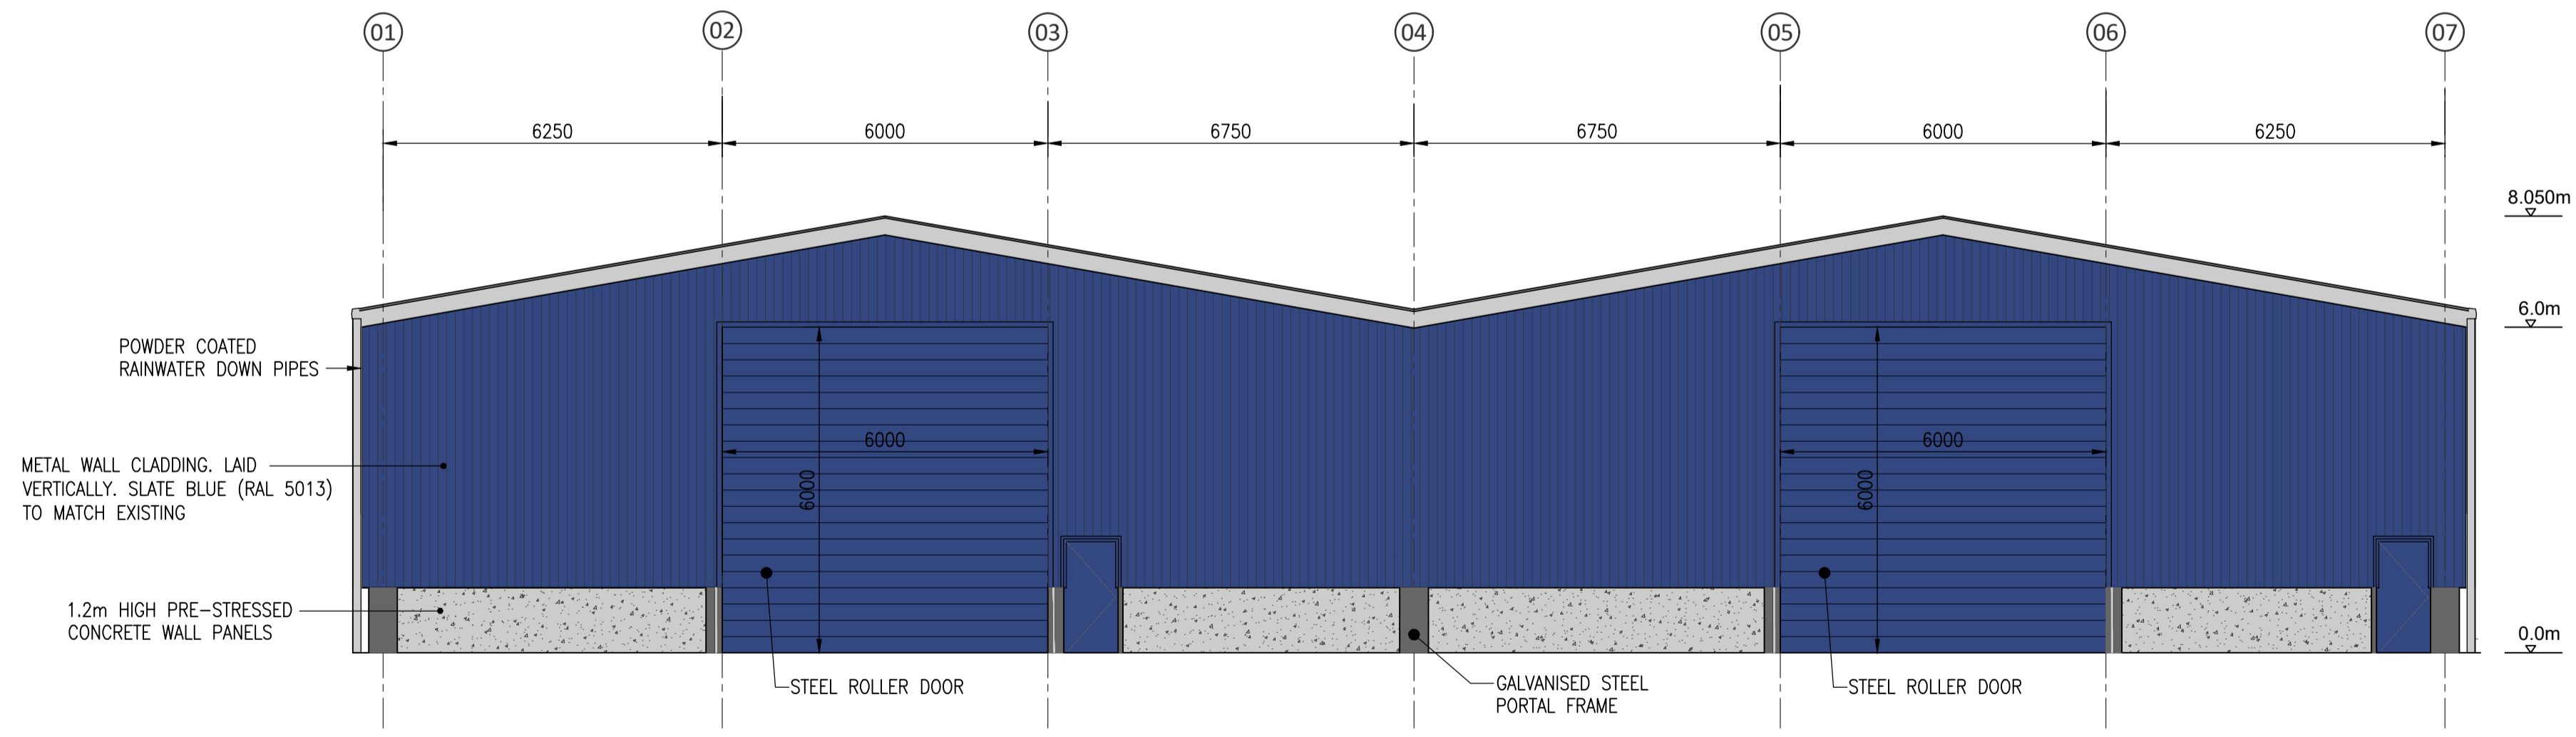 01
02
03
04
05
06
07
6250
6000
6750
6750
6000
6250
8.050m
6.0m
POWDER COATED
RAINWATER DOWN PIPES
6000
6000
6000
6000
METAL WALL CLADDING. LAID
VERTICALLY. SLATE BLUE (RAL 5013)
TO MATCH EXISTING
1.2m HIGH PRE-STRESSED
CONCRETE WALL PANELS
0.0m
STEEL ROLLER DOOR
GALVANISED STEEL
PORTAL FRAME
STEEL ROLLER DOOR